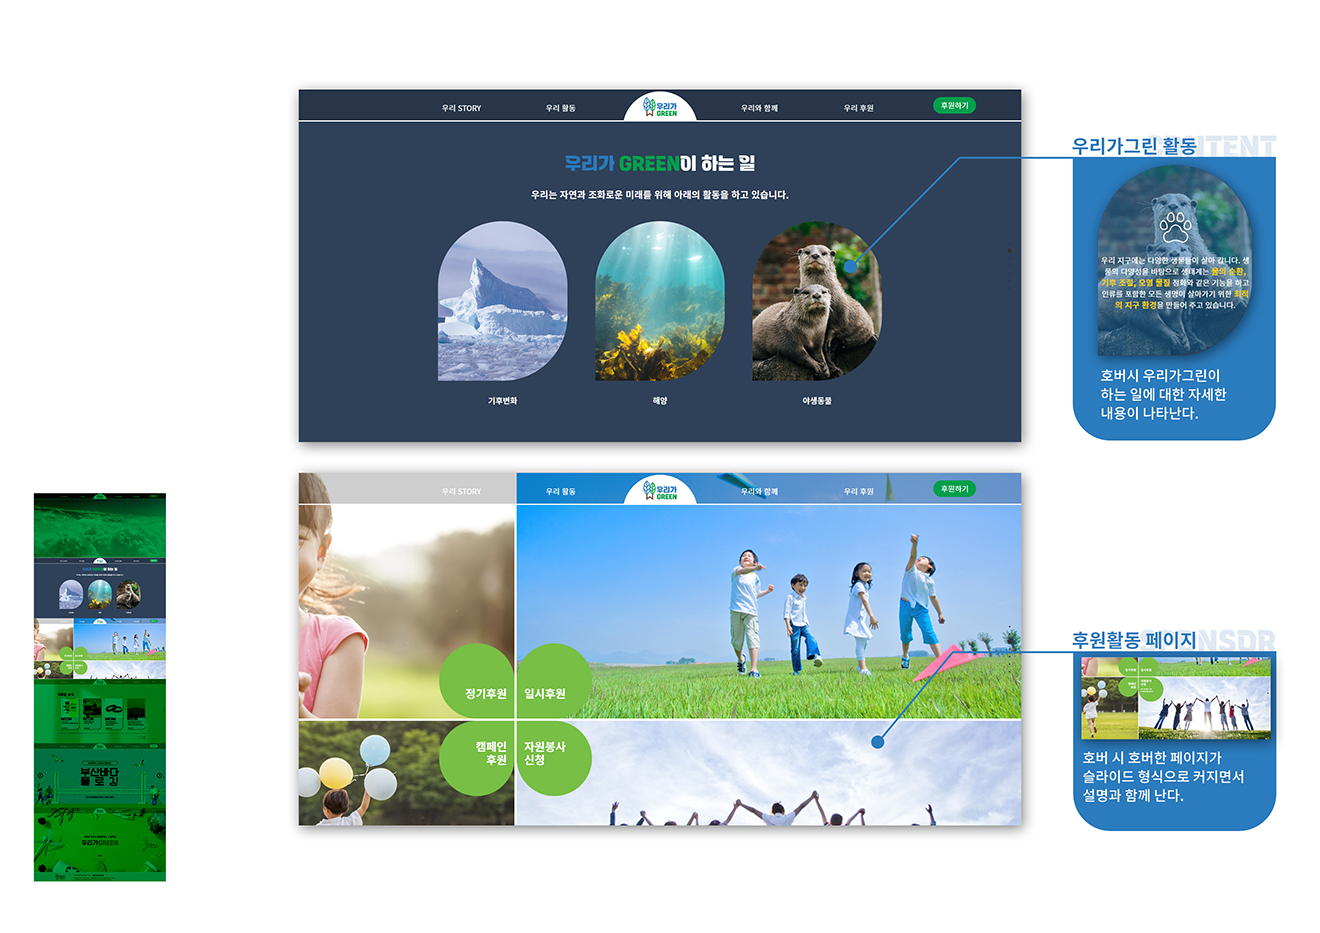 우리 STORY
우리 활동
우리가
GREEN
우리와 함께
우리 후원
후원하기
우리가 GREEN이 하는 일
우리는 자연과 조화로운 미래를 위해 아래의 활동을 하고 있습니다.
기후변화
해양
야생동물
CONTENT
우리가그린 활동
우리 지구에는 다양한 생물들이 살아 갑니다. 생
물의 다양성을 바탕으로 생태계는 물의 순환,
기후 조절, 오염 물질 정화와 같은 기능을 하고
인류를 포함한 모든 생명이 살아가기 위한 최적
의 지구 환경을 만들어 주고 있습니다.
호버시 우리가그린이
하는 일에 대한 자세한
내용이 나타난다.
우리 STORY
우리 활동
우리가
GREEN
우리와 함께
우리 후원
후원하기
정기후원
일시후원
캠페인
후원
자원봉사
신청
후원활동 페이지
호버 시 호버한 페이지가
슬라이드 형식으로 커지면서
설명과 함께 난다.
부산바다
우리가GREEN